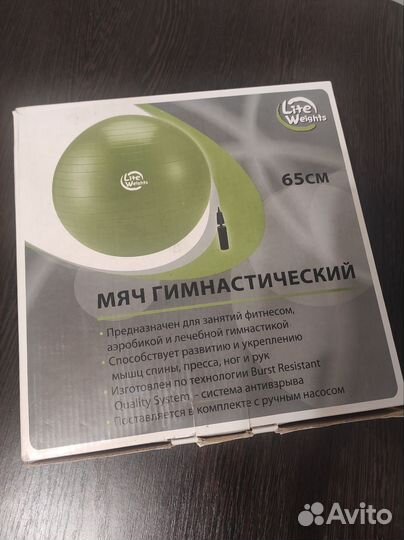 Lite
Weights
Lite
Weights
65см
МЯЧ ГИМНАСТИЧЕСКИЙ
• Предназначен для занятий фитнесом,
аэробикой и лечебной гимнастикой
• Способствует развитию и укреплению
мышц спины, пресса, ног и рук
• Изготовлен по технологии Burst Resistant
Quality System - система антивзрыва
• Поставляется в комплекте с ручным насосом
Avito